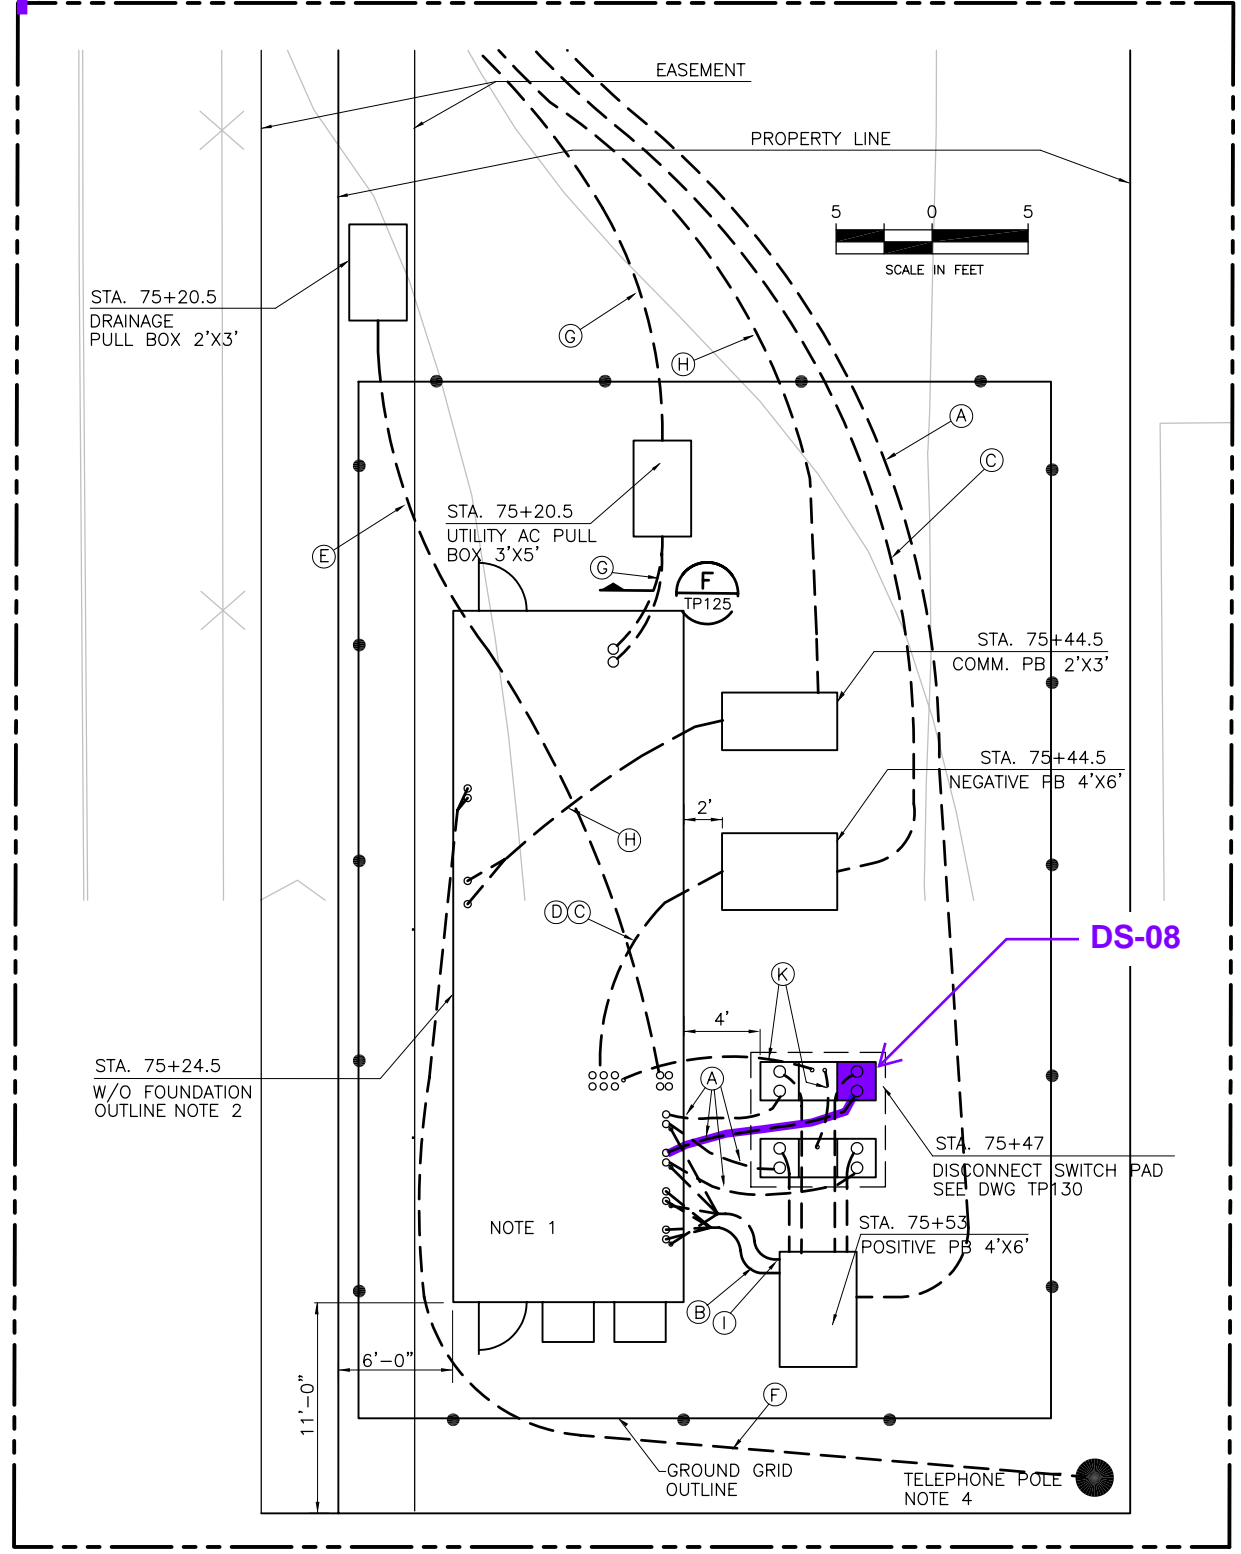 EASEMENT
PROPERTY LINE
5 0 5
SCALE IN FEET
STA. 75+20.5
DRAINAGE
PULL BOX 2'X3'
G
H
A
C
STA. 75+20.5
UTILITY AC PULL
BOX 3'X5'
E
G
F
TP125
STA. 75+44.5
COMM. PB 2'X3'
STA. 75+44.5
NEGATIVE PB 4'X6'
2'
H
D C
DS-08
K
4'
STA. 75+24.5
W/O FOUNDATION
OUTLINE NOTE 2
A
STA. 75+47
DISCONNECT SWITCH PAD
SEE DWG TP130
NOTE 1
STA. 75+53
POSITIVE PB 4'X6'
B
I
6'-0"
11'-0"
F
GROUND GRID
OUTLINE
TELEPHONE POLE
NOTE 4